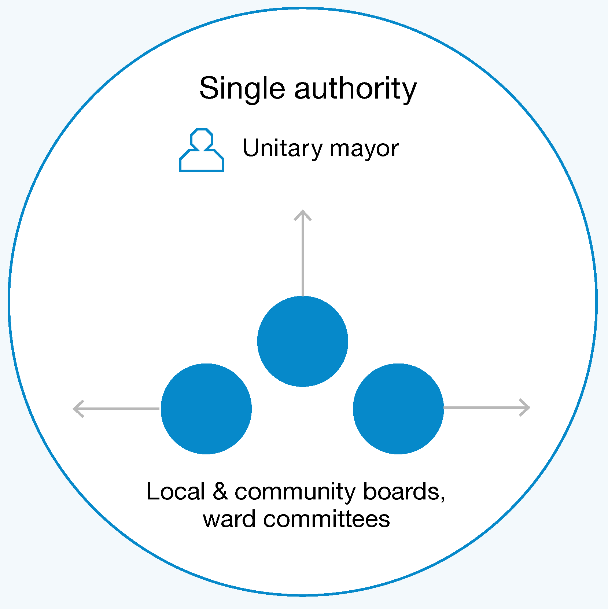 Single authority
Unitary mayor
Local & community boards,
ward committees